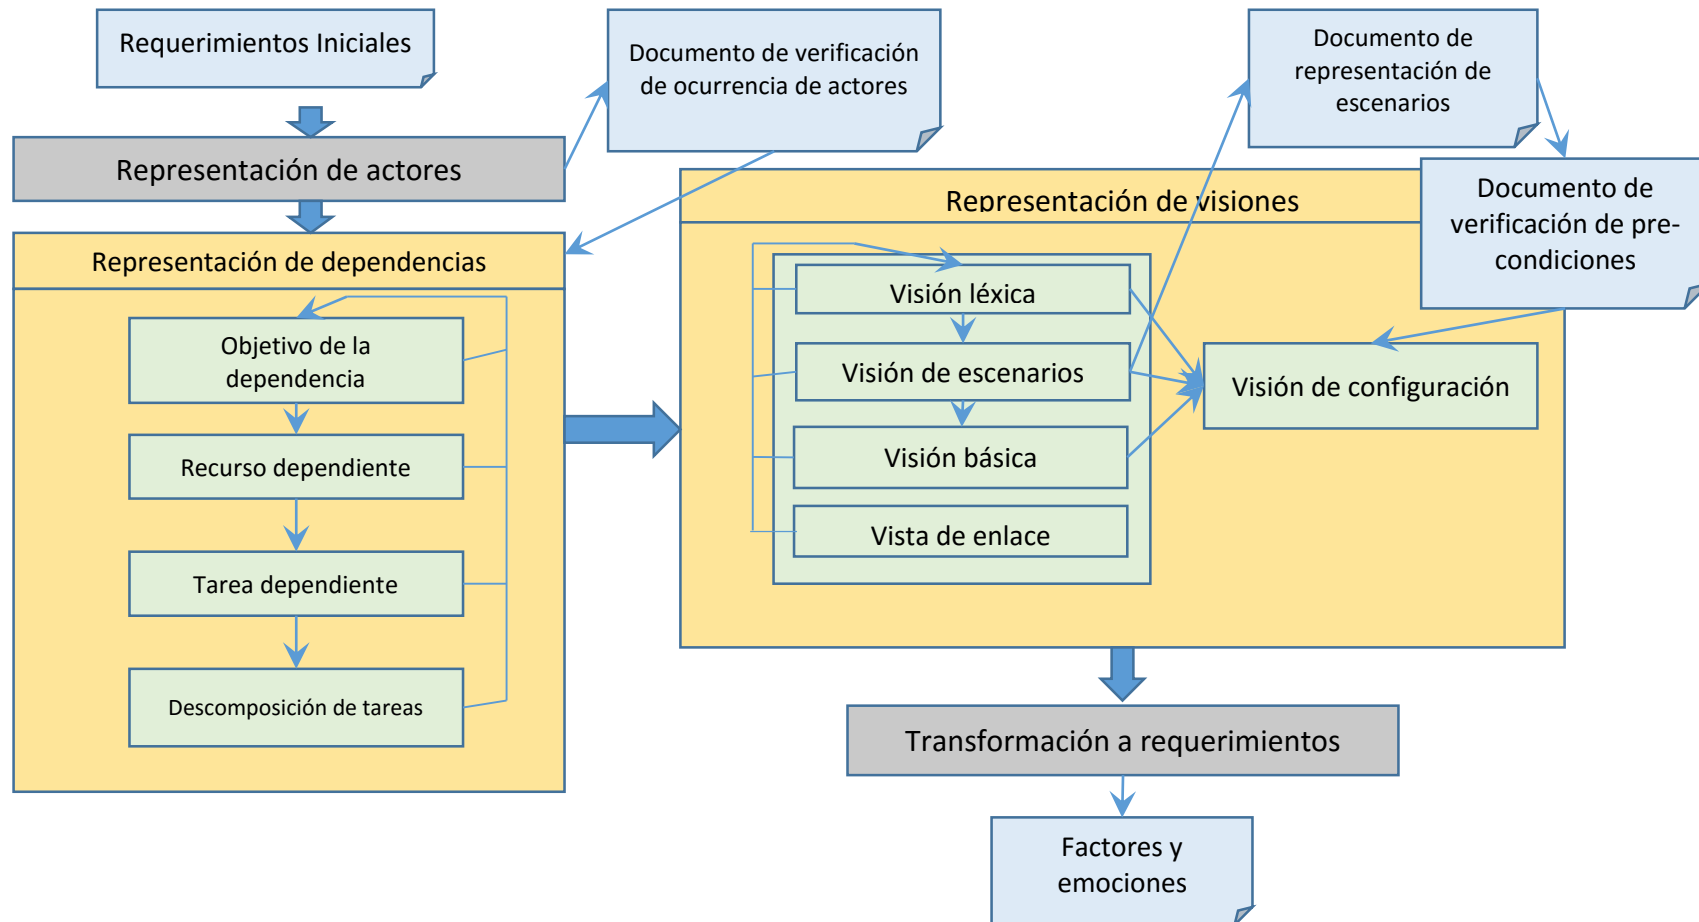 Requerimientos Iniciales
Documento de verificación
de ocurrencia de actores
Documento de
representación de
escenarios
Representación de actores
Documento de
verificación de pre-
condiciones
Representación de visiones
Representación de dependencias
Objetivo de la
dependencia
Recurso dependiente
Tarea dependiente
Descomposición de tareas
Visión léxica
Visión de escenarios
Visión básica
Vista de enlace
Visión de configuración
Transformación a requerimientos
Factores y
emociones